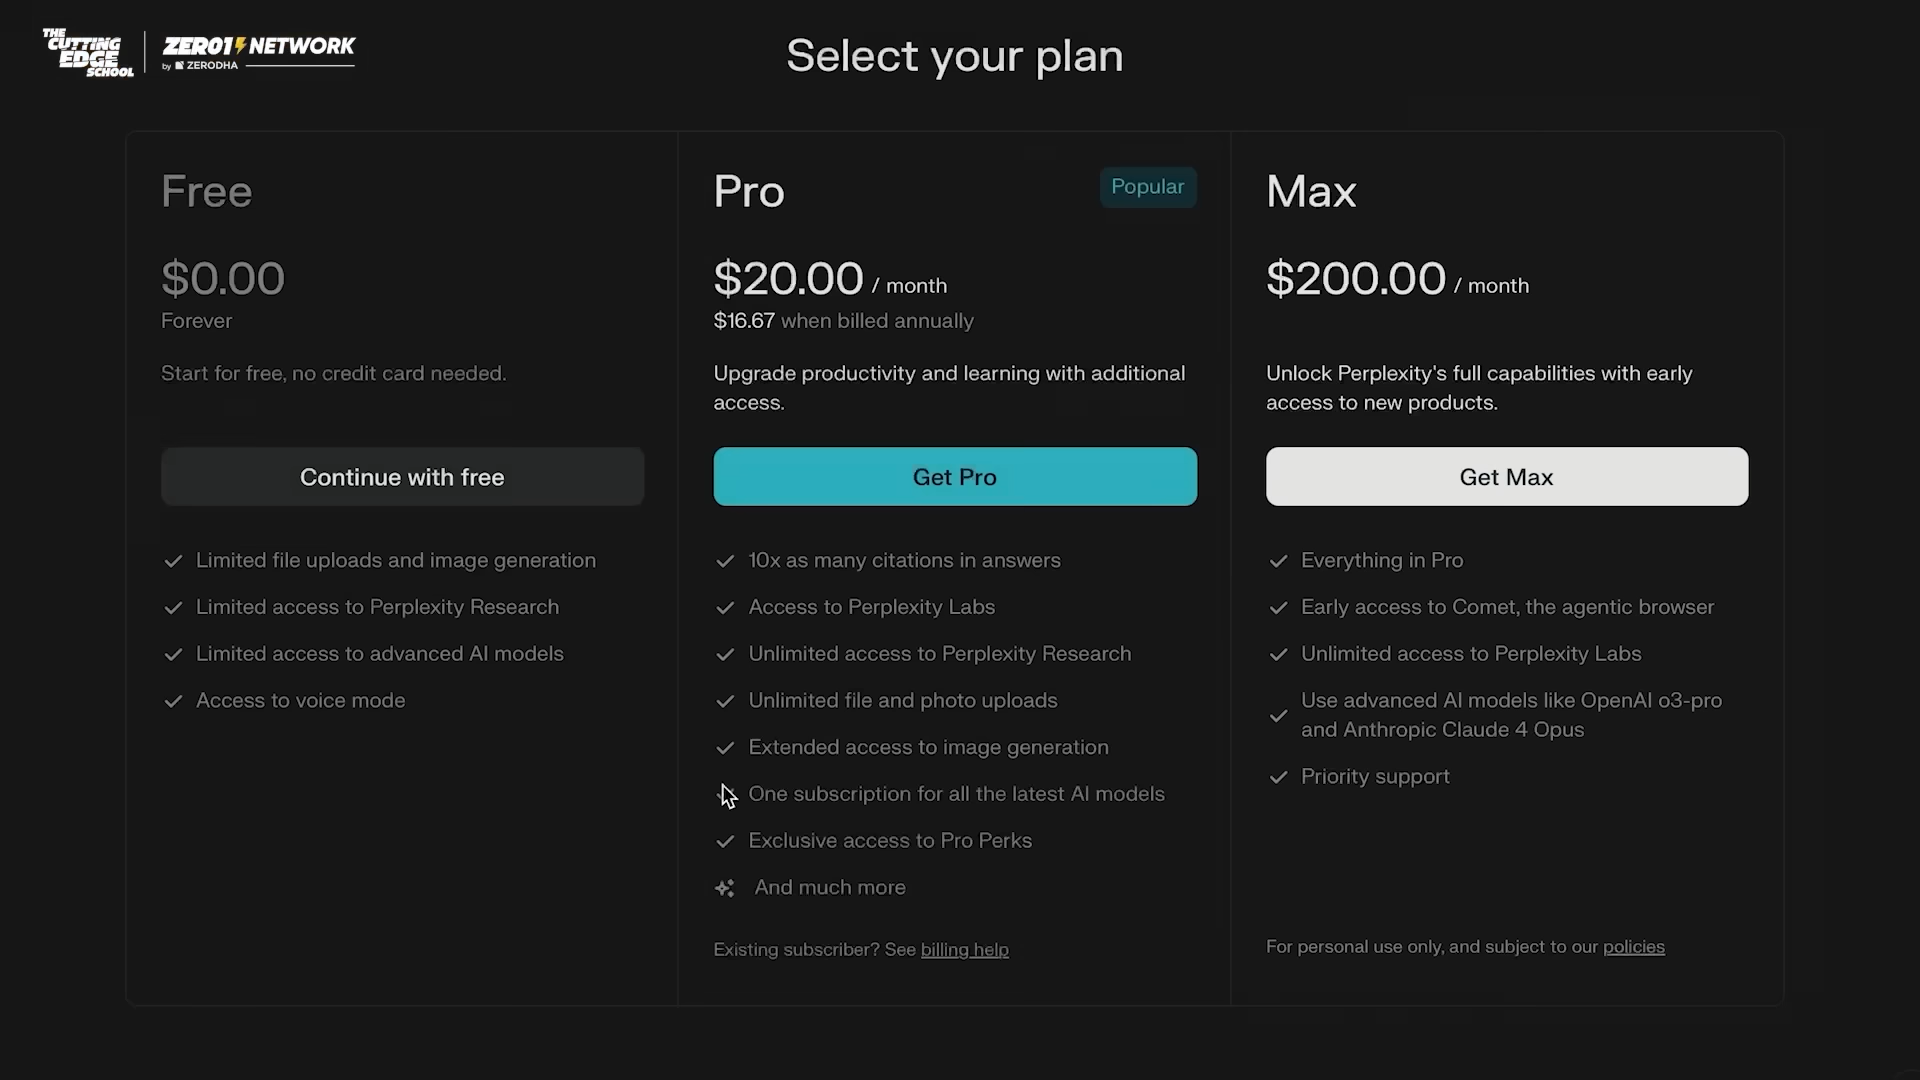 THE CUTTING EDGE SCHOOL
ZERO1 NETWORK
by ZERODHA
Select your plan
Free
$0.00
Forever
Start for free, no credit card needed.
Continue with free
Limited file uploads and image generation
Limited access to Perplexity Research
Limited access to advanced AI models
Access to voice mode
Pro
Popular
$20.00 / month
$16.67 when billed annually
Upgrade productivity and learning with additional
access.
Get Pro
10x as many citations in answers
Access to Perplexity Labs
Unlimited access to Perplexity Research
Unlimited file and photo uploads
Extended access to image generation
One subscription for all the latest AI models
Exclusive access to Pro Perks
And much more
Existing subscriber? See billing help
Max
$200.00 / month
Unlock Perplexity's full capabilities with early
access to new products.
Get Max
Everything in Pro
Early access to Comet, the agentic browser
Unlimited access to Perplexity Labs
Use advanced AI models like OpenAI o3-pro
and Anthropic Claude 4 Opus
Priority support
For personal use only, and subject to our policies